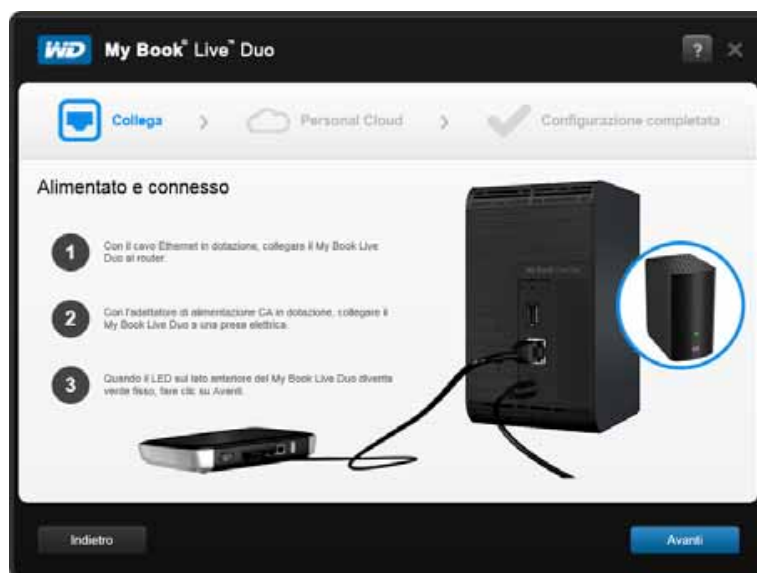 WD My Book® Live™ Duo
?
Collega > Personal Cloud > Configurazione completata
Alimentato e connesso
1 Con il cavo Ethernet in dotazione, collegare il My Book Live
Duo al router.
2 Con l'adattatore di alimentazione CA in dotazione, collegare il
My Book Live Duo a una presa elettrica.
3 Quando il LED sul lato anteriore del My Book Live Duo diventa
verde fisso, fare clic su Avanti.
Indietro
Avanti